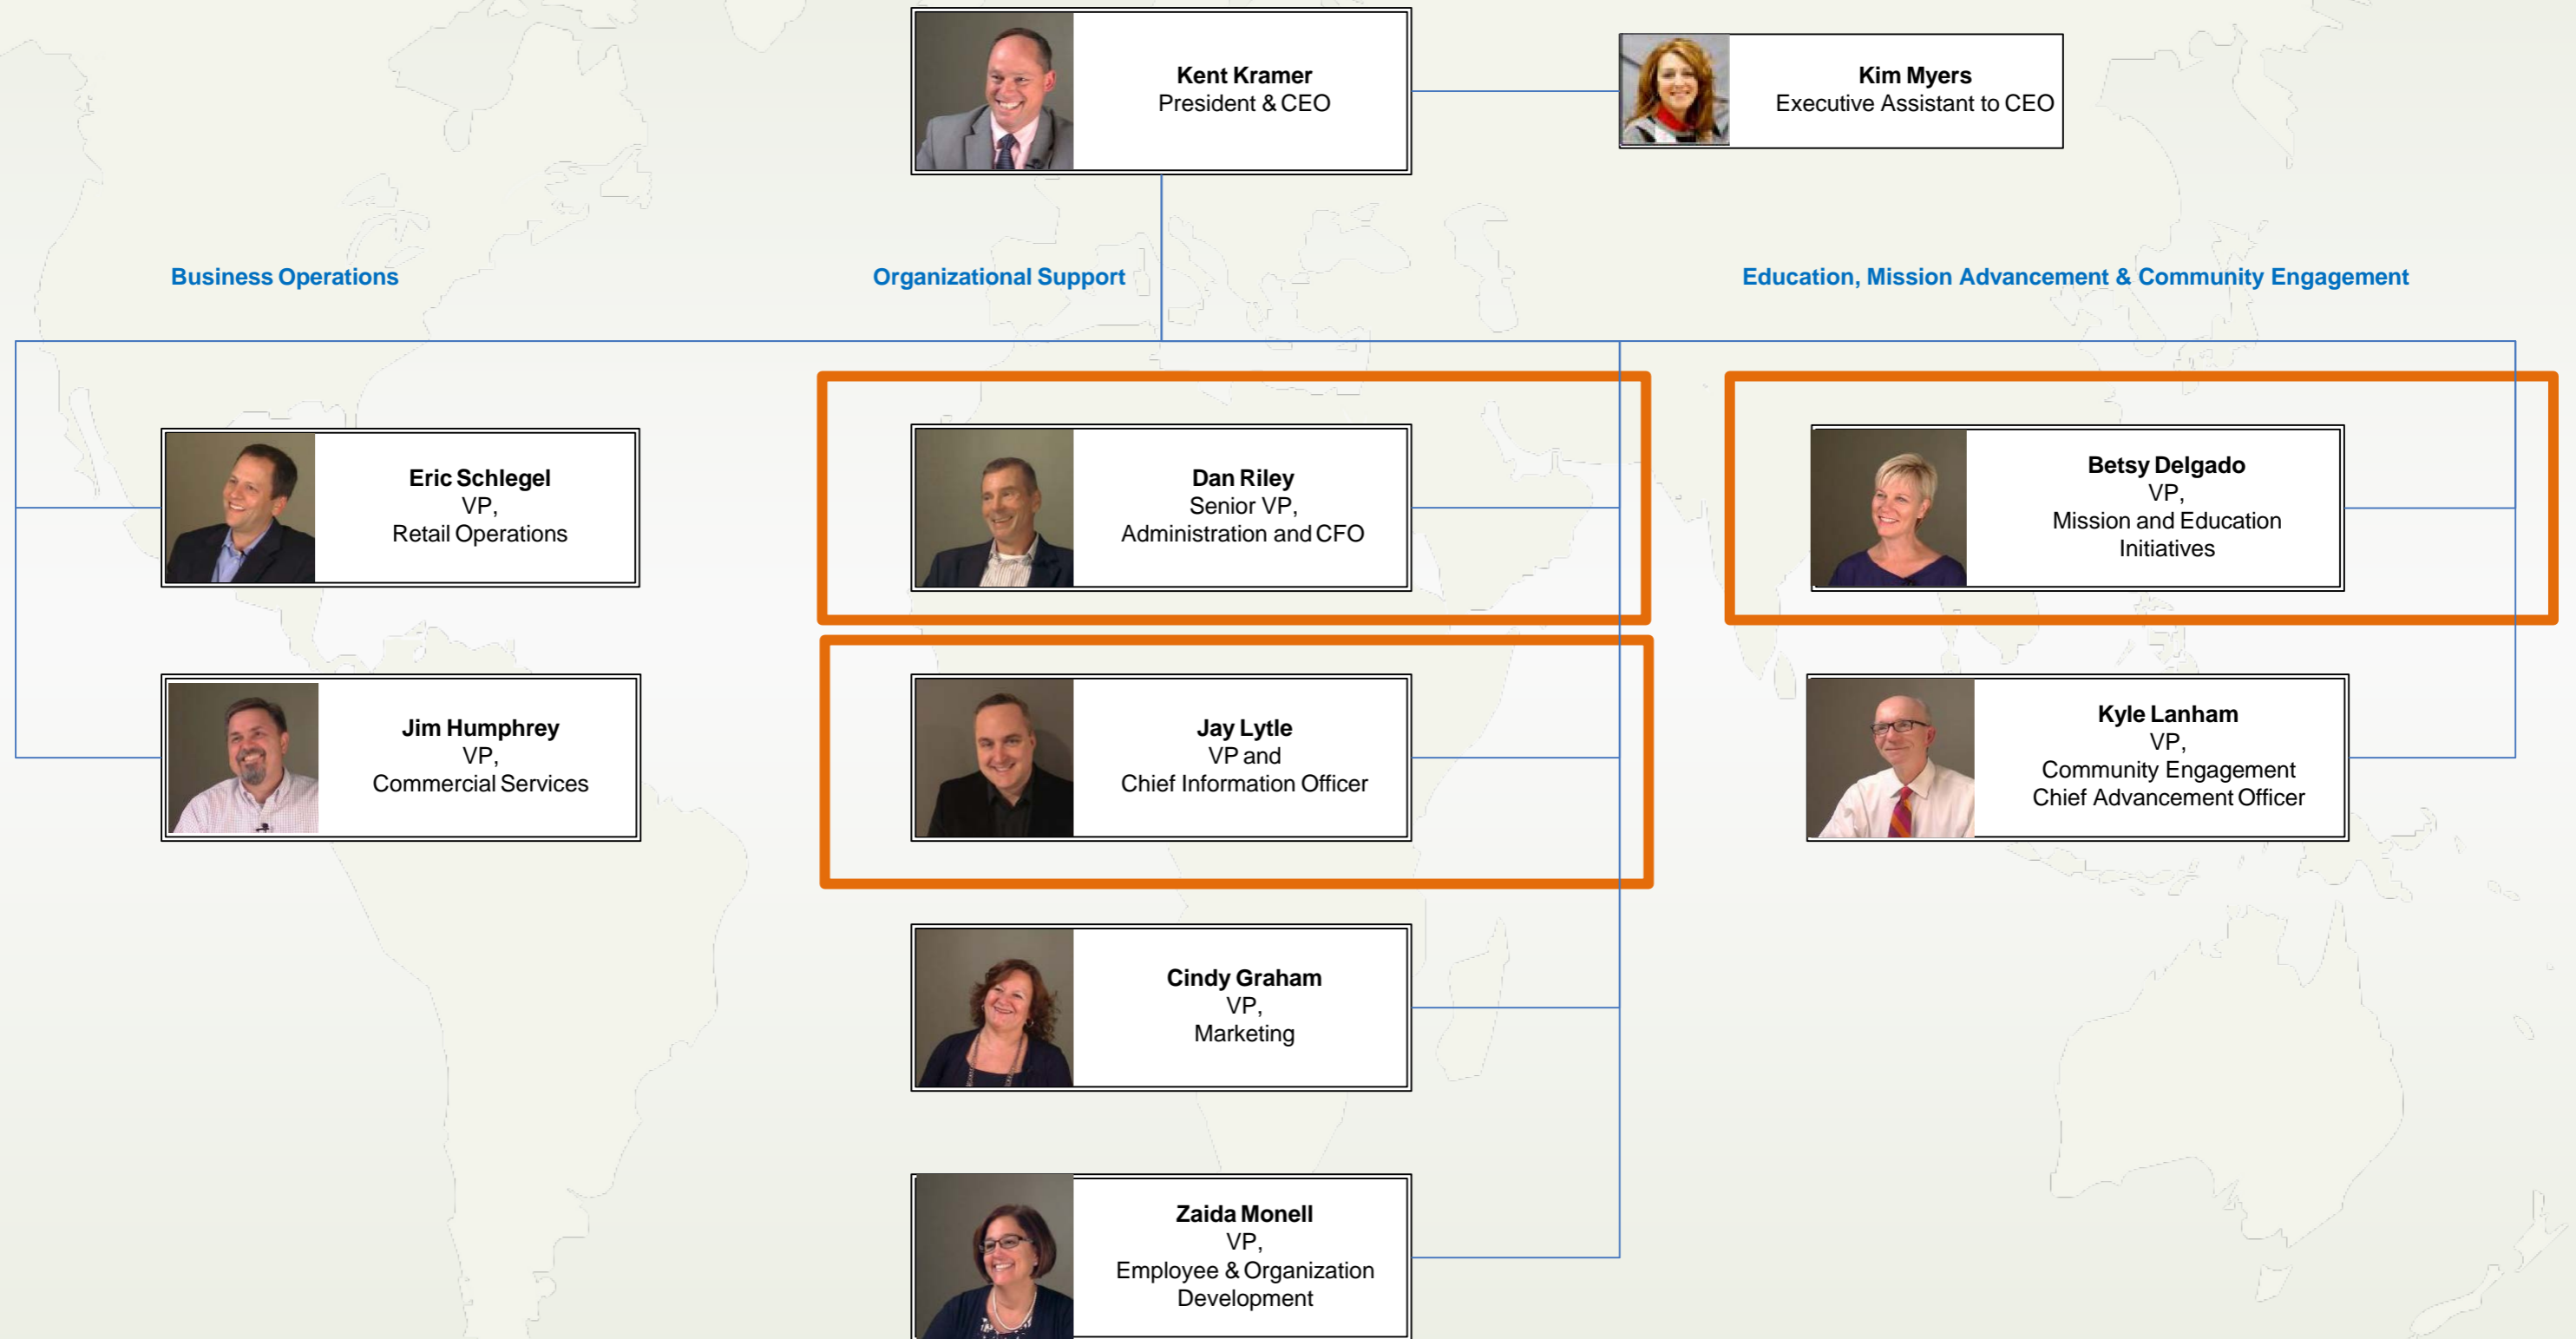 Kent Kramer
President & CEO
Kim Myers
Executive Assistant to CEO
Business Operations
Organizational Support
Education, Mission Advancement & Community Engagement
Eric Schlegel
VP,
Retail Operations
Dan Riley
Senior VP,
Administration and CFO
Betsy Delgado
VP,
Mission and Education
Initiatives
Jim Humphrey
VP,
Commercial Services
Jay Lytle
VP and
Chief Information Officer
Kyle Lanham
VP,
Community Engagement
Chief Advancement Officer
Cindy Graham
VP,
Marketing
Zaida Monell
VP,
Employee & Organization
Development